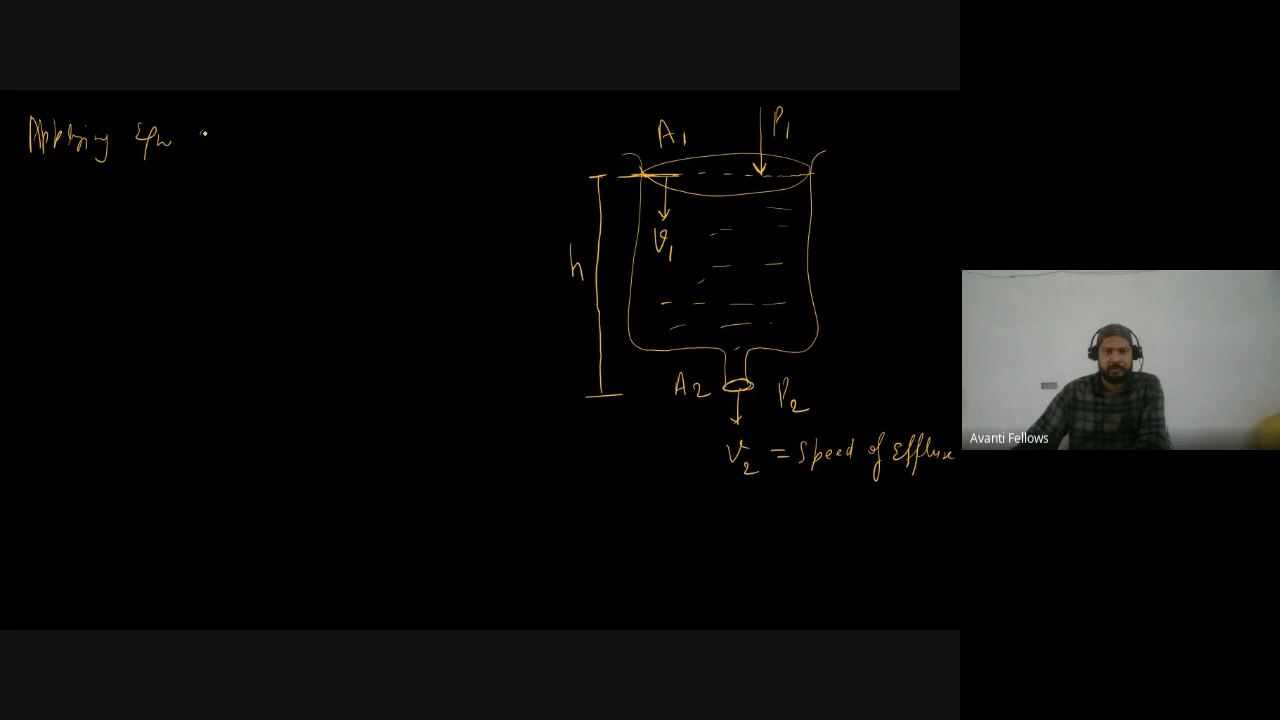 Applying Eqn
A₁
P₁
V₁
h
A₂
P₂
V₂ = Speed of Efflux
Avanti Fellows